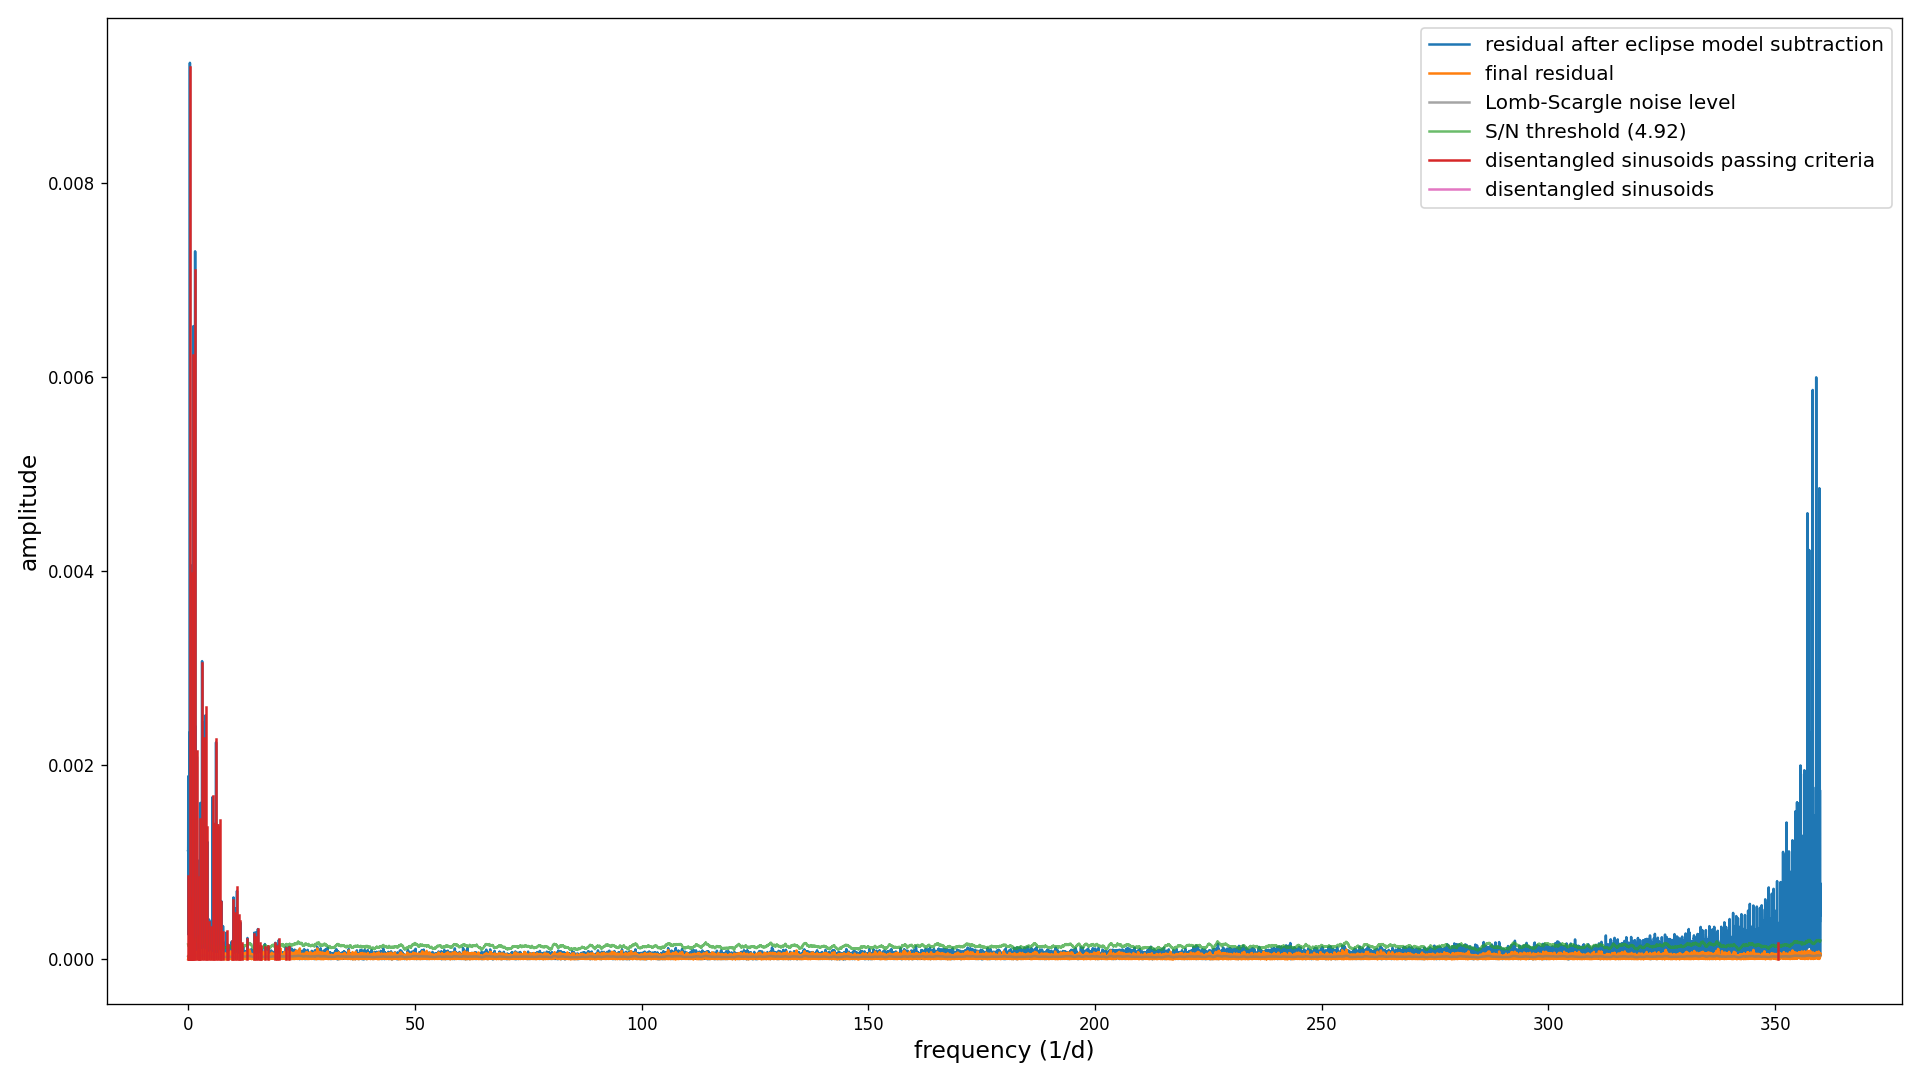 residual after eclipse model subtraction
final residual
Lomb-Scargle noise level
S/N threshold (4.92)
disentangled sinusoids passing criteria
disentangled sinusoids
0.008
0.006
0.004
0.002
0.000
amplitude
0 50 100 150 200 250 300 350
frequency (1/d)